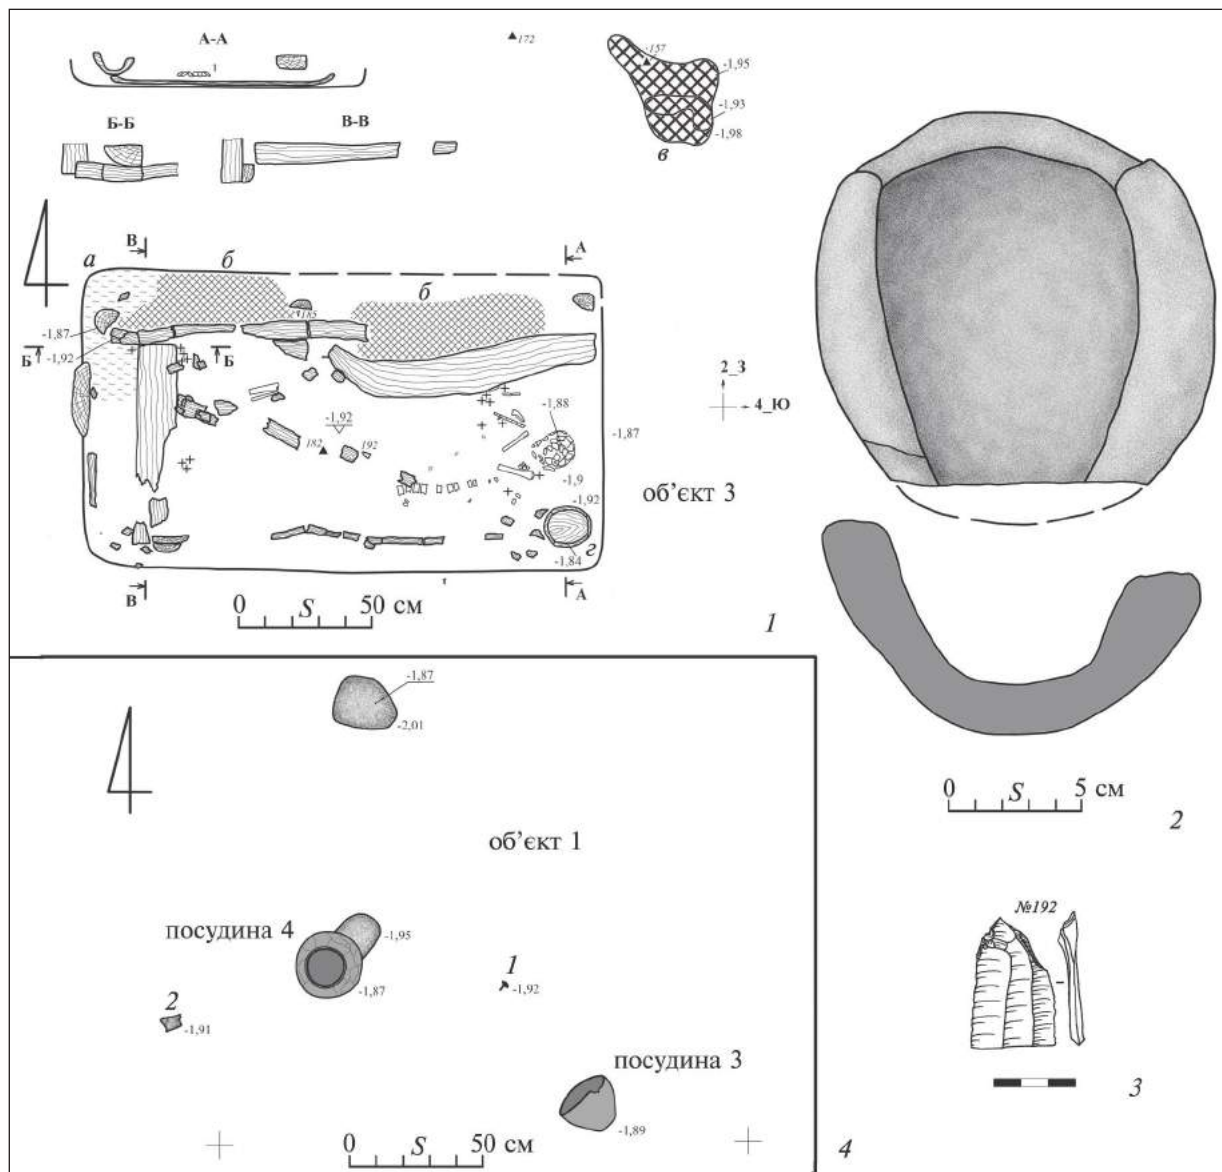 А-А
172
157
-1,95
-1,93
-1,98
в
Б-Б
В-В
В
А
а
б
б
185
-1,87
-1,92
Б
Б
2_З
4_Ю
-1,92
182
192
-1,88
-1,87
-1,9
-1,92
об’єкт 3
г
-1,84
В
А
0 S 50 см
1
-1,87
-2,01
0 S 5 см
2
об’єкт 1
посудина 4
-1,95
-1,87
1
-1,92
2
-1,91
№192
посудина 3
3
-1,89
0 S 50 см
4